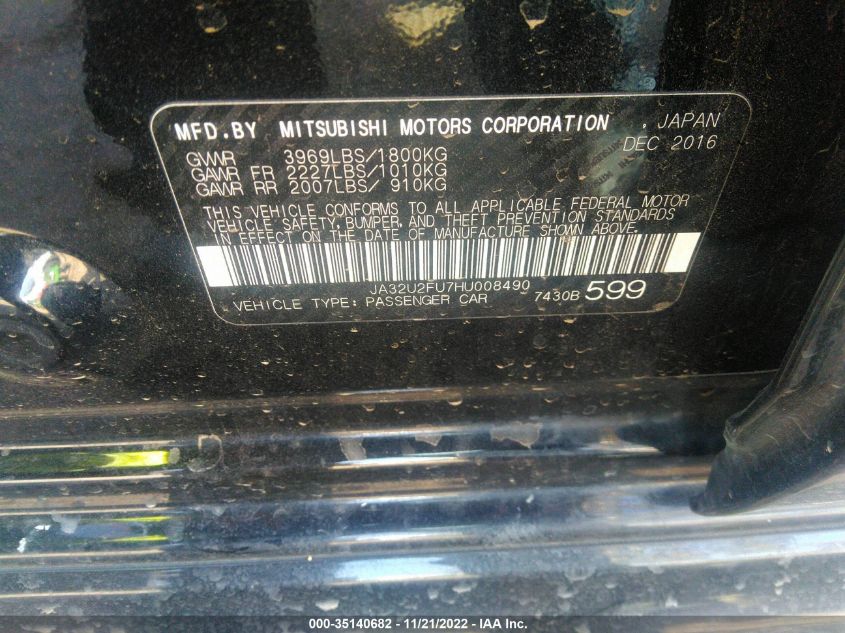 MFD.BY MITSUBISHI MOTORS CORPORATION , JAPAN
DEC 2016
GVWR 3969LBS/1800KG
GAWR FR 2227LBS/1010KG
GAWR RR 2007LBS/ 910KG
THIS VEHICLE CONFORMS TO ALL APPLICABLE FEDERAL MOTOR
VEHICLE SAFETY, BUMPER, AND THEFT PREVENTION STANDARDS
IN EFFECT ON THE DATE OF MANUFACTURE SHOWN ABOVE.
JA32U2FU7HU008490
VEHICLE TYPE: PASSENGER CAR 7430B 599
000-35140682 - 11/21/2022 - IAA Inc.